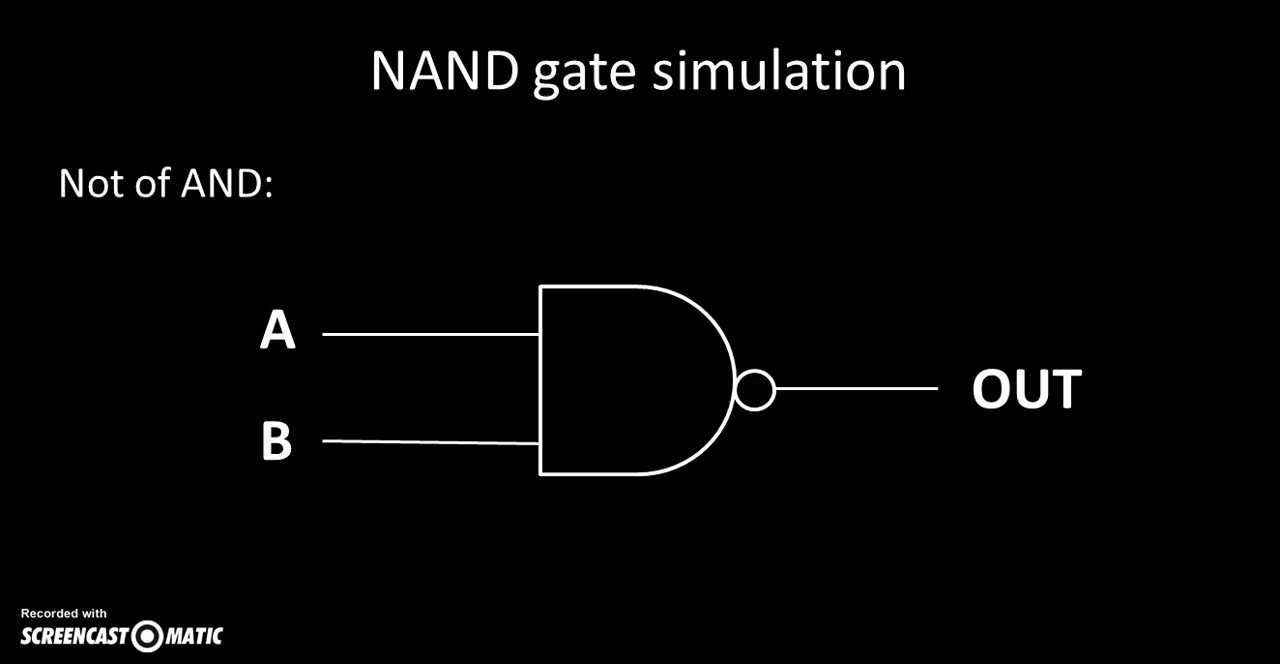 NAND gate simulation
Not of AND:
A
B
OUT
Recorded with
SCREENCAST MATIC